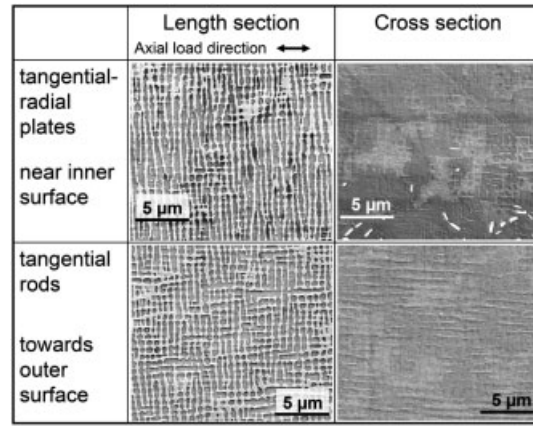 Length section
Axial load direction
Cross section
tangential-
radial
plates
near inner
surface
5 µm
5 µm
tangential
rods
towards
outer
surface
5 µm
5 µm